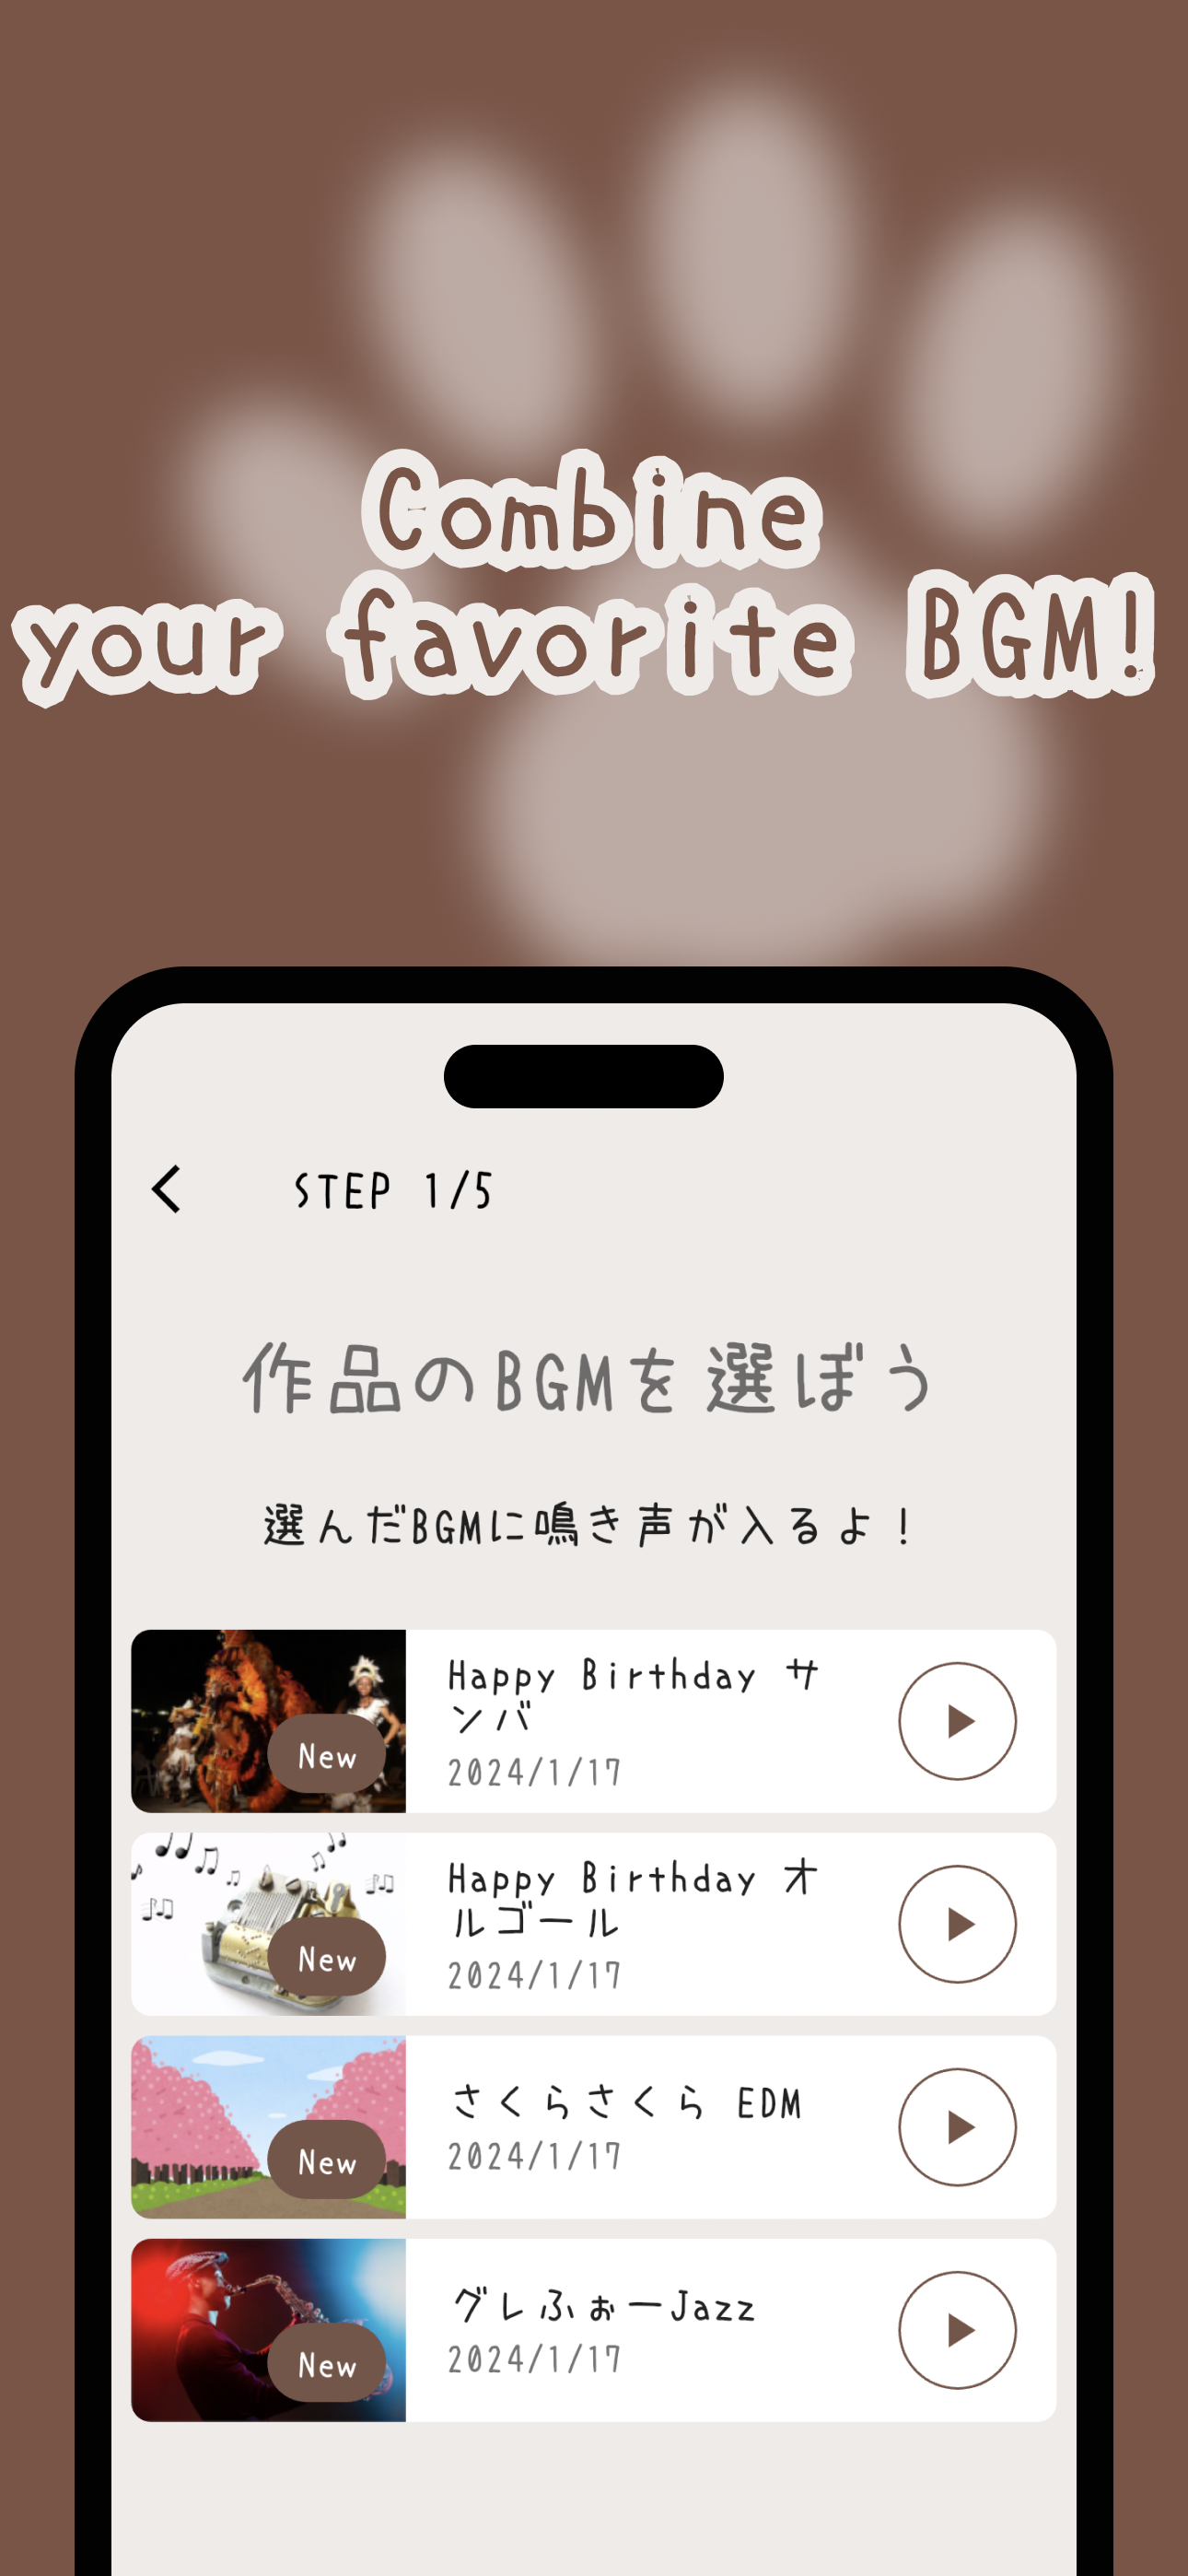 Combine
your favorite BGM!
STEP 1/5
作品のBGMを選ぼう
選んだBGMに鳴き声が入るよ！
New
Happy Birthday サ
ンバ
2024/1/17
New
Happy Birthday オ
ルゴール
2024/1/17
New
さくらさくら EDM
2024/1/17
New
グレふぉーJazz
2024/1/17